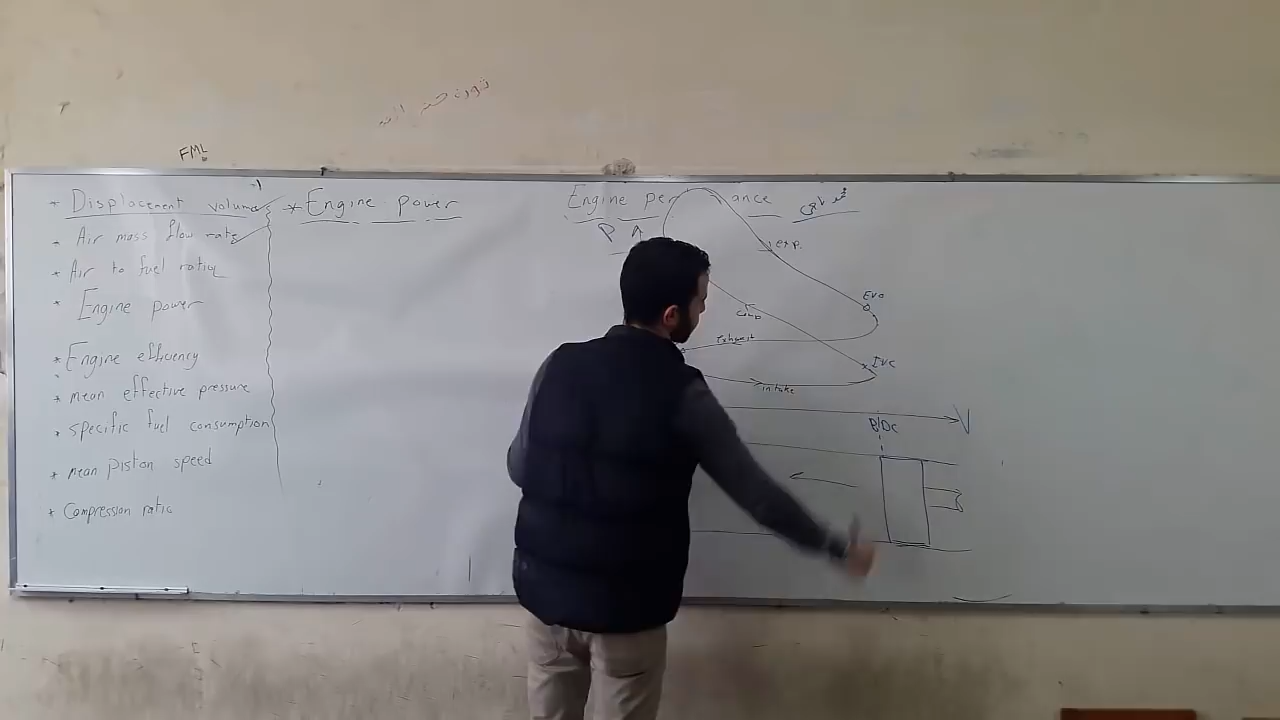 FML
* Displacement volume
* Air mass flow rate
* Air to fuel ratio
* Engine power
* Engine efficiency
* mean effective pressure
* specific fuel consumption
* mean piston speed
* Compression ratio
* Engine power
Engine per ance
P
exp.
EVO
comp
Exhaust
IVC
intake
V
BDC